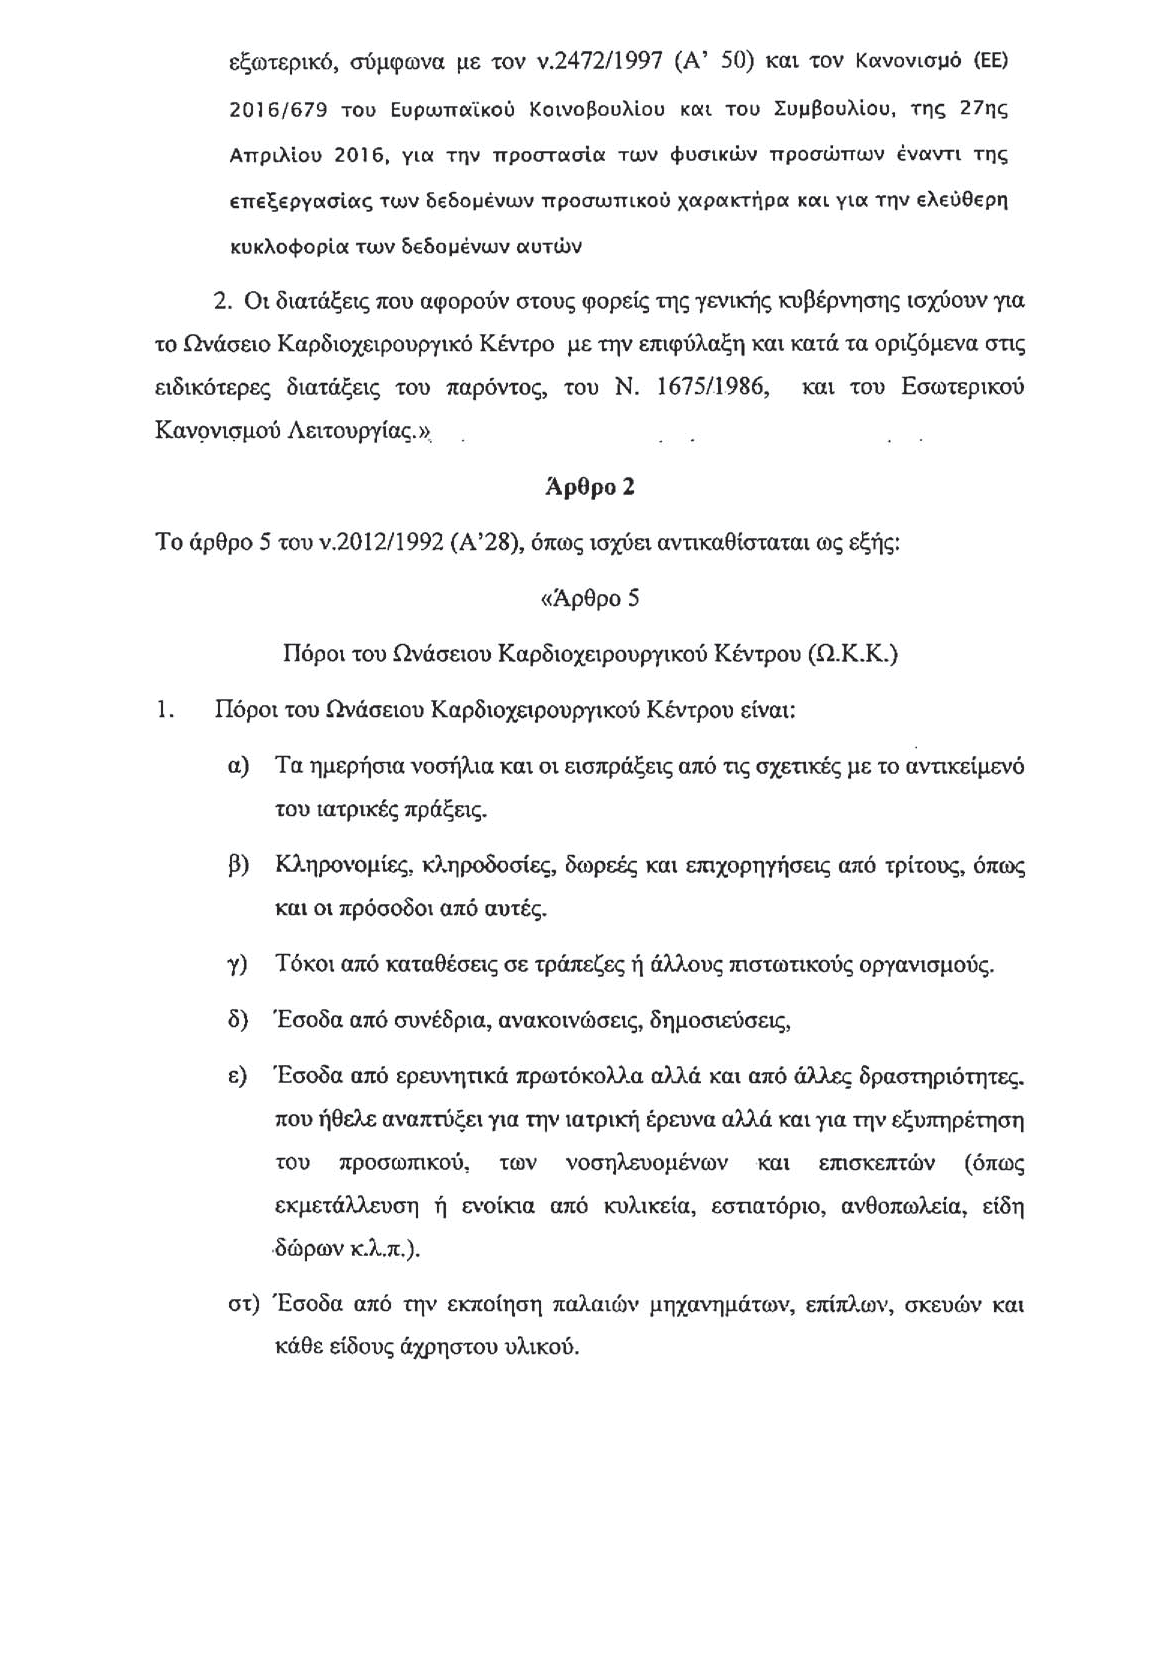 εξωτερικό, σύμφωνα με τον ν.2472/1997 (Α’ 50) και τον Κανονισμό (ΕΕ)
2016/679 του Ευρωπαϊκού Κοινοβουλίου και του Συμβουλίου, της 27ης
Απριλίου 2016, για την προστασία των φυσικών προσώπων έναντι της
επεξεργασίας των δεδομένων προσωπικού χαρακτήρα και για την ελεύθερη
κυκλοφορία των δεδομένων αυτών
2. Οι διατάξεις που αφορούν στους φορείς της γενικής κυβέρνησης ισχύουν για
το Ωνάσειο Καρδιοχειρουργικό Κέντρο με την επιφύλαξη και κατά τα οριζόμενα στις
ειδικότερες διατάξεις του παρόντος, του Ν. 1675/1986, και του Εσωτερικού
Κανονισμού Λειτουργίας.»
Άρθρο 2
Το άρθρο 5 του ν.2012/1992 (Α’28), όπως ισχύει αντικαθίσταται ως εξής:
«Άρθρο 5
Πόροι του Ωνάσειου Καρδιοχειρουργικού Κέντρου (Ω.Κ.Κ.)
1. Πόροι του Ωνάσειου Καρδιοχειρουργικού Κέντρου είναι:
α) Τα ημερήσια νοσήλια και οι εισπράξεις από τις σχετικές με το αντικείμενό
του ιατρικές πράξεις.
β) Κληρονομίες, κληροδοσίες, δωρεές και επιχορηγήσεις από τρίτους, όπως
και οι πρόσοδοι από αυτές.
γ) Τόκοι από καταθέσεις σε τράπεζες ή άλλους πιστωτικούς οργανισμούς.
δ) Έσοδα από συνέδρια, ανακοινώσεις, δημοσιεύσεις,
ε) Έσοδα από ερευνητικά πρωτόκολλα αλλά και από άλλες δραστηριότητες.
που ήθελε αναπτύξει για την ιατρική έρευνα αλλά και για την εξυπηρέτηση
του προσωπικού, των νοσηλευομένων και επισκεπτών (όπως
εκμετάλλευση ή ενοίκια από κυλικεία, εστιατόριο, ανθοπωλεία, είδη
δώρων κ.λ.π.).
στ) Έσοδα από την εκποίηση παλαιών μηχανημάτων, επίπλων, σκευών και
κάθε είδους άχρηστου υλικού.